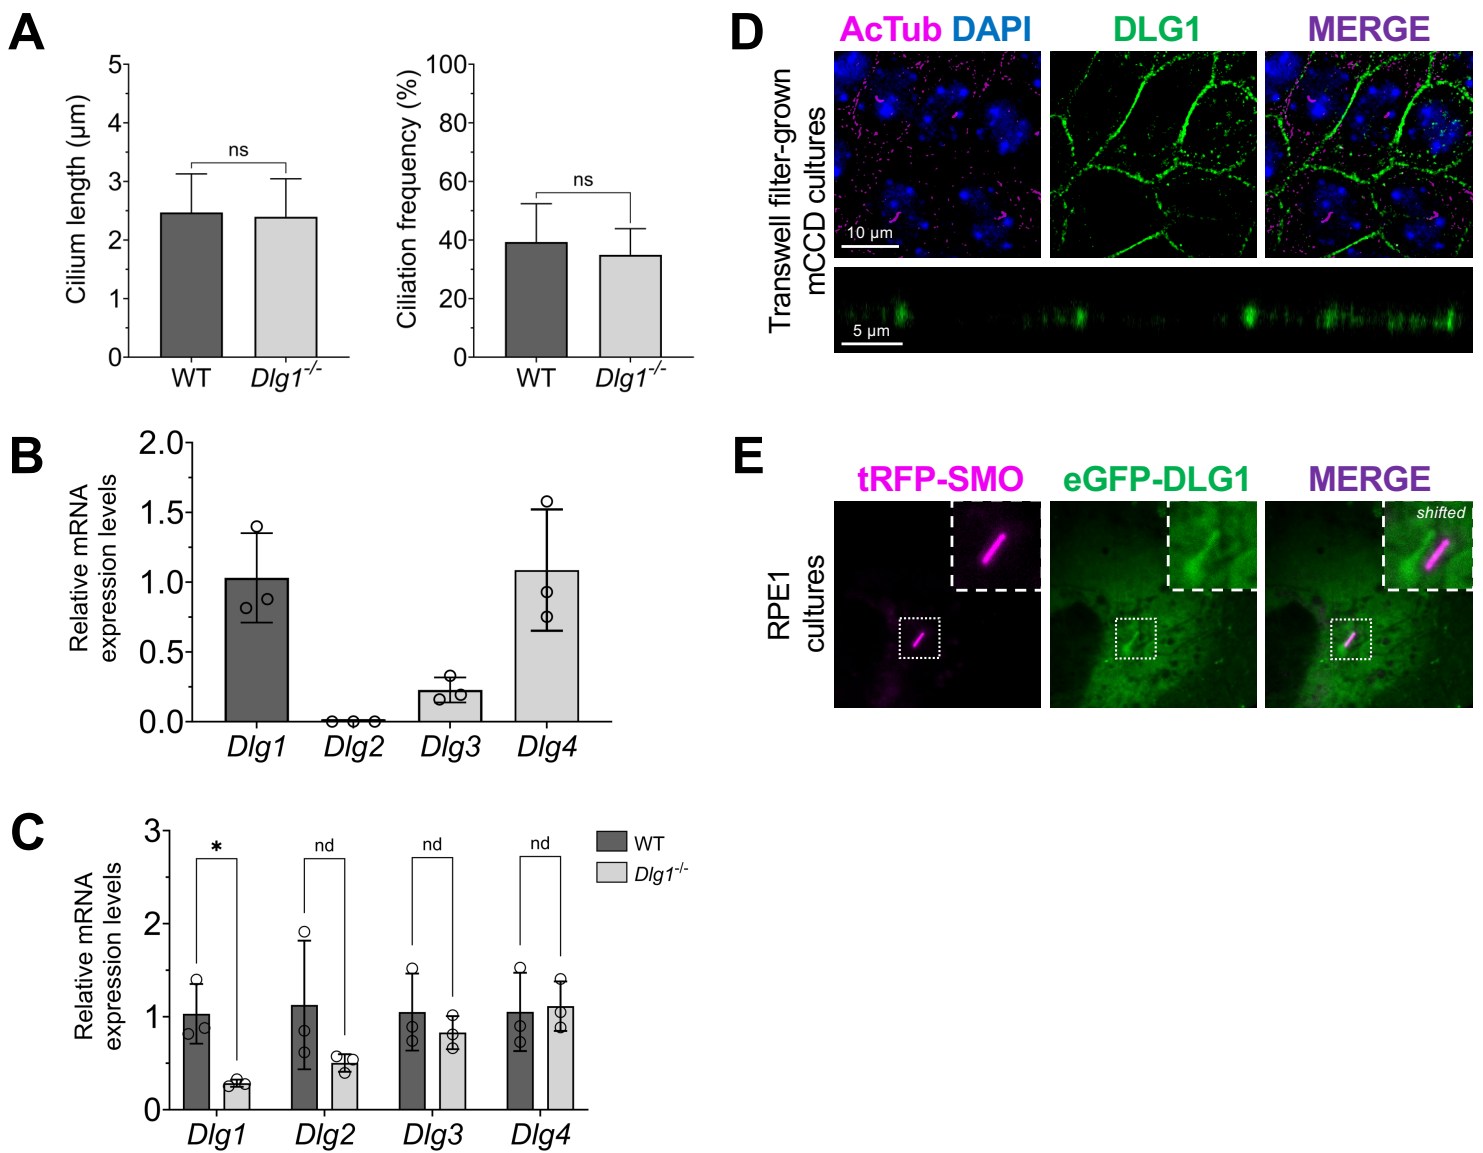 A
Cilium length (μm)
5
4
3
2
1
0
ns
WT
Dlg1-/-
Ciliation frequency (%)
100
80
60
40
20
0
ns
WT
Dlg1-/-
B
Relative mRNA
expression levels
2.0
1.5
1.0
0.5
0.0
Dlg1
Dlg2
Dlg3
Dlg4
C
Relative mRNA
expression levels
3
2
1
0
*
nd
nd
nd
WT
Dlg1-/-
Dlg1
Dlg2
Dlg3
Dlg4
D
AcTub DAPI
DLG1
MERGE
Transwell filter-grown
mCCD cultures
10 μm
5 μm
E
tRFP-SMO
eGFP-DLG1
MERGE
RPE1
cultures
shifted